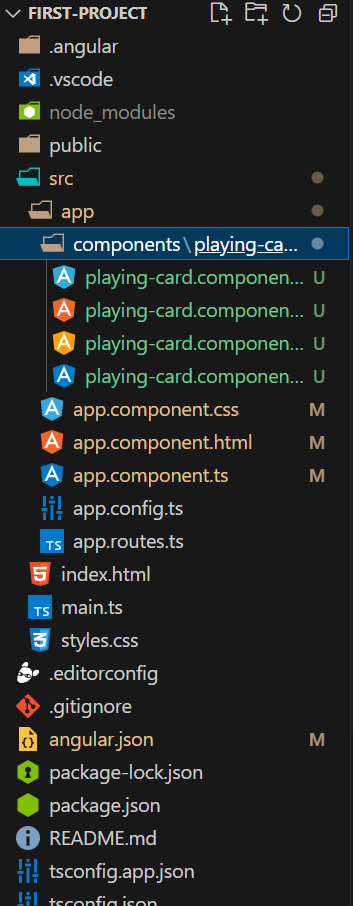 FIRST-PROJECT
.angular
.vscode
node_modules
public
src
app
components\playing-ca...
playing-card.componen... U
playing-card.componen... U
playing-card.componen... U
playing-card.componen... U
app.component.css M
app.component.html M
app.component.ts M
app.config.ts
TS app.routes.ts
index.html
TS main.ts
styles.css
.editorconfig
.gitignore
angular.json M
package-lock.json
package.json
README.md
tsconfig.app.json
tsconfig.json